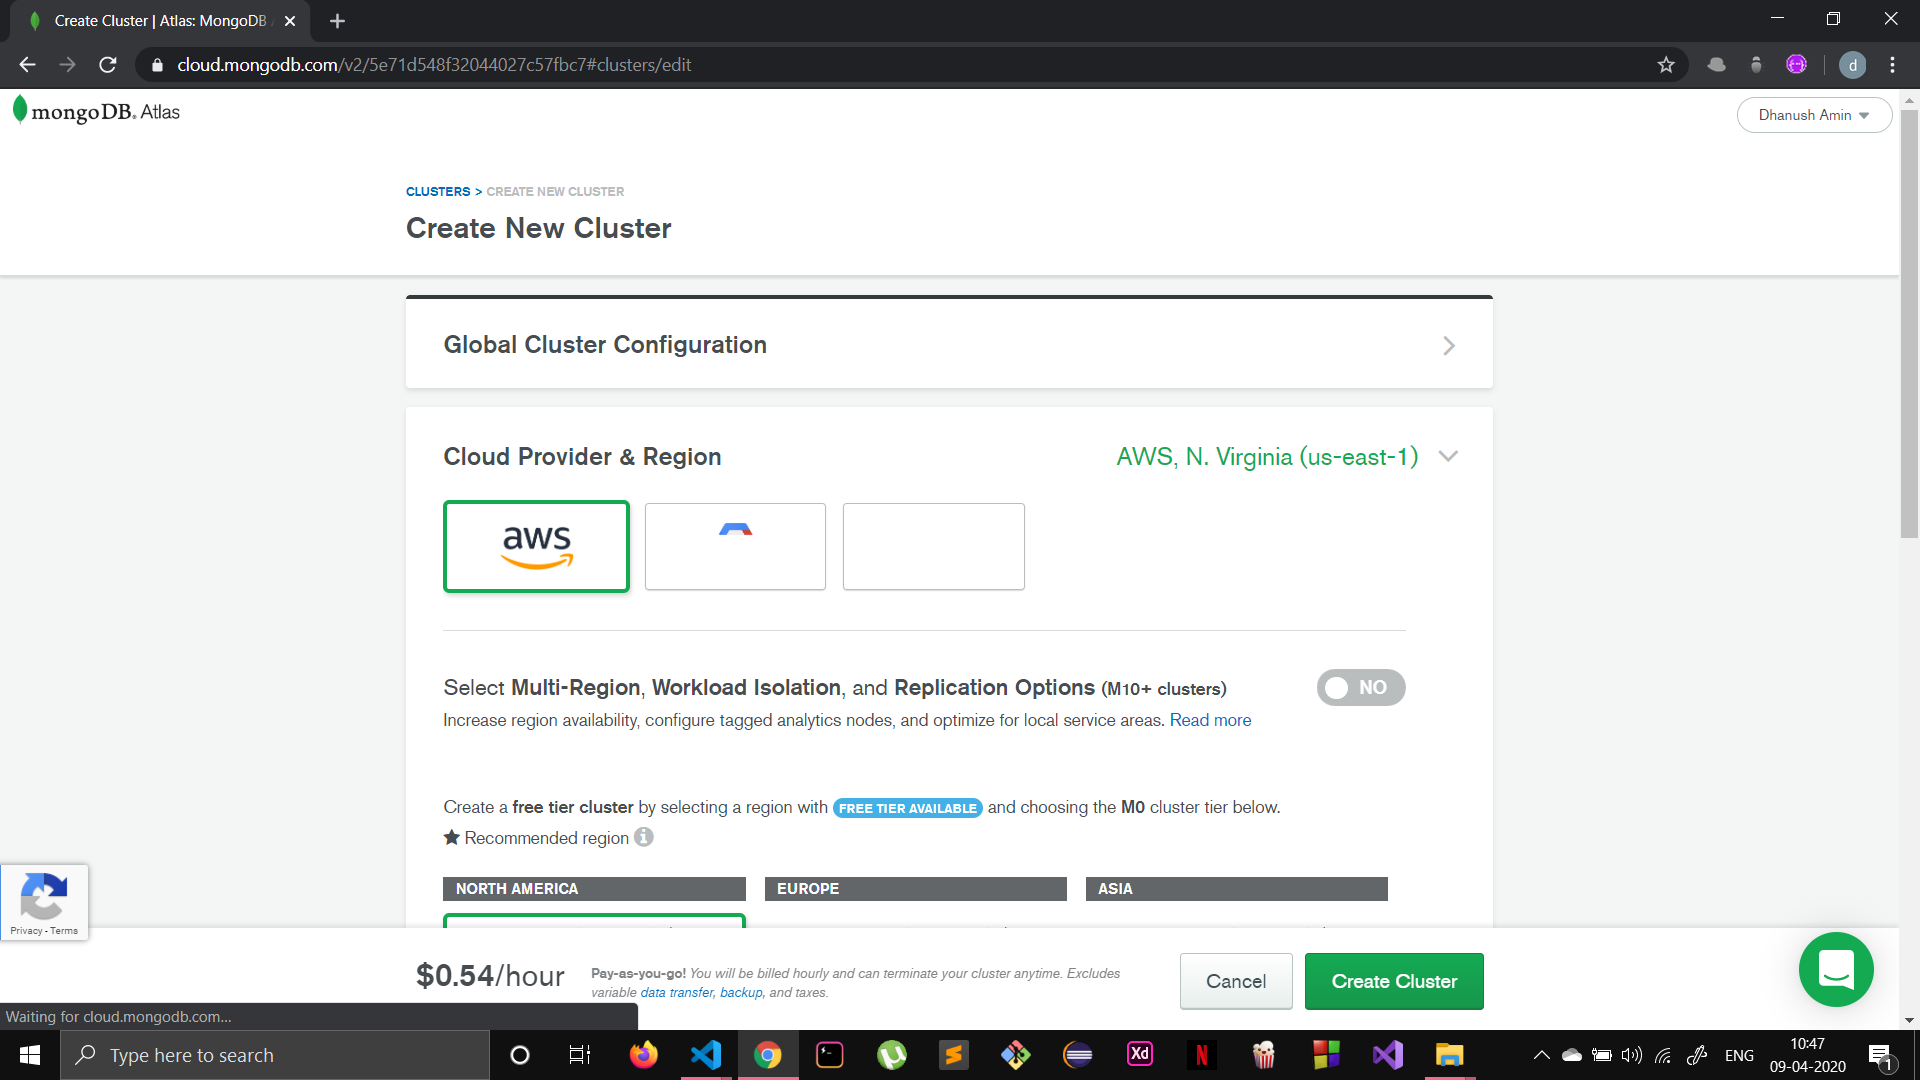 Create Cluster | Atlas: MongoDB A
cloud.mongodb.com/v2/5e71d548f32044027c57fbc7#clusters/edit
d
mongoDB. Atlas
Dhanush Amin
CLUSTERS > CREATE NEW CLUSTER
Create New Cluster
Global Cluster Configuration
Cloud Provider & Region
AWS, N. Virginia (us-east-1)
aws
Select Multi-Region, Workload Isolation, and Replication Options (M10+ clusters)
NO
Increase region availability, configure tagged analytics nodes, and optimize for local service areas. Read more
Create a free tier cluster by selecting a region with FREE TIER AVAILABLE and choosing the M0 cluster tier below.
Recommended region
NORTH AMERICA
EUROPE
ASIA
Privacy - Terms
$0.54/hour
Pay-as-you-go! You will be billed hourly and can terminate your cluster anytime. Excludes
variable data transfer, backup, and taxes.
Cancel
Create Cluster
Waiting for cloud.mongodb.com...
Type here to search
Xd
N
ENG
10:47
09-04-2020
1